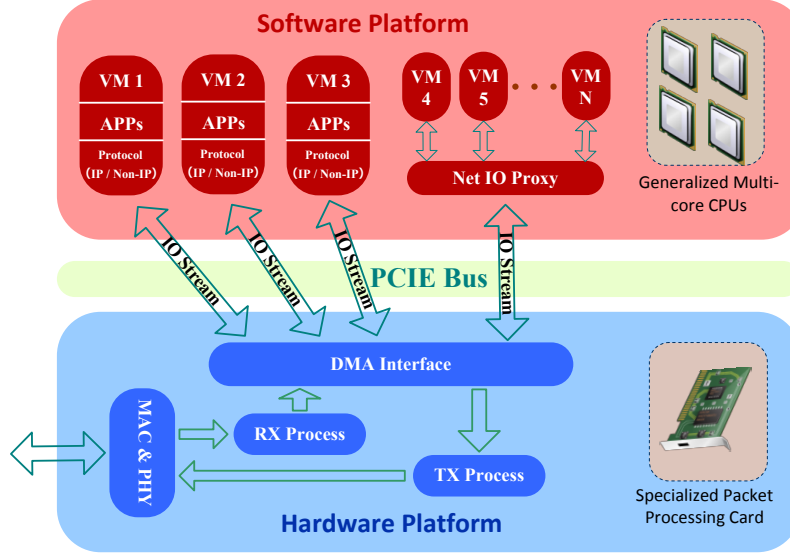 Software Platform
VM 1
APPs
Protocol
(IP / Non-IP)
VM 2
APPs
Protocol
(IP / Non-IP)
VM 3
APPs
Protocol
(IP / Non-IP)
VM
4
VM
5
VM
N
Net IO Proxy
Generalized Multi-
core CPUs
IO Stream
IO Stream
IO Stream
IO Stream
PCIE Bus
DMA Interface
MAC & PHY
RX Process
TX Process
Specialized Packet
Processing Card
Hardware Platform